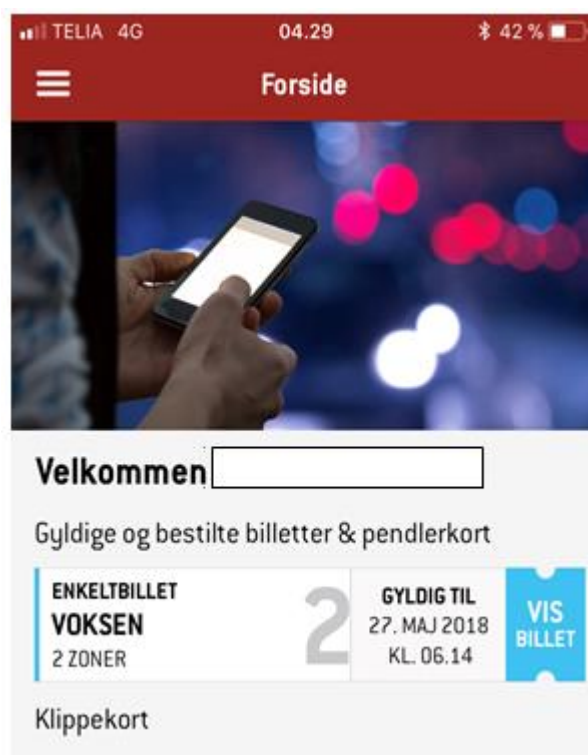 TELIA 4G 04.29 42 %
Forside
Velkommen
Gyldige og bestilte billetter & pendlerkort
ENKELTBILLET
VOKSEN
2 ZONER
2
GYLDIG TIL
27. MAJ 2018
KL. 06.14
VIS
BILLET
Klippekort